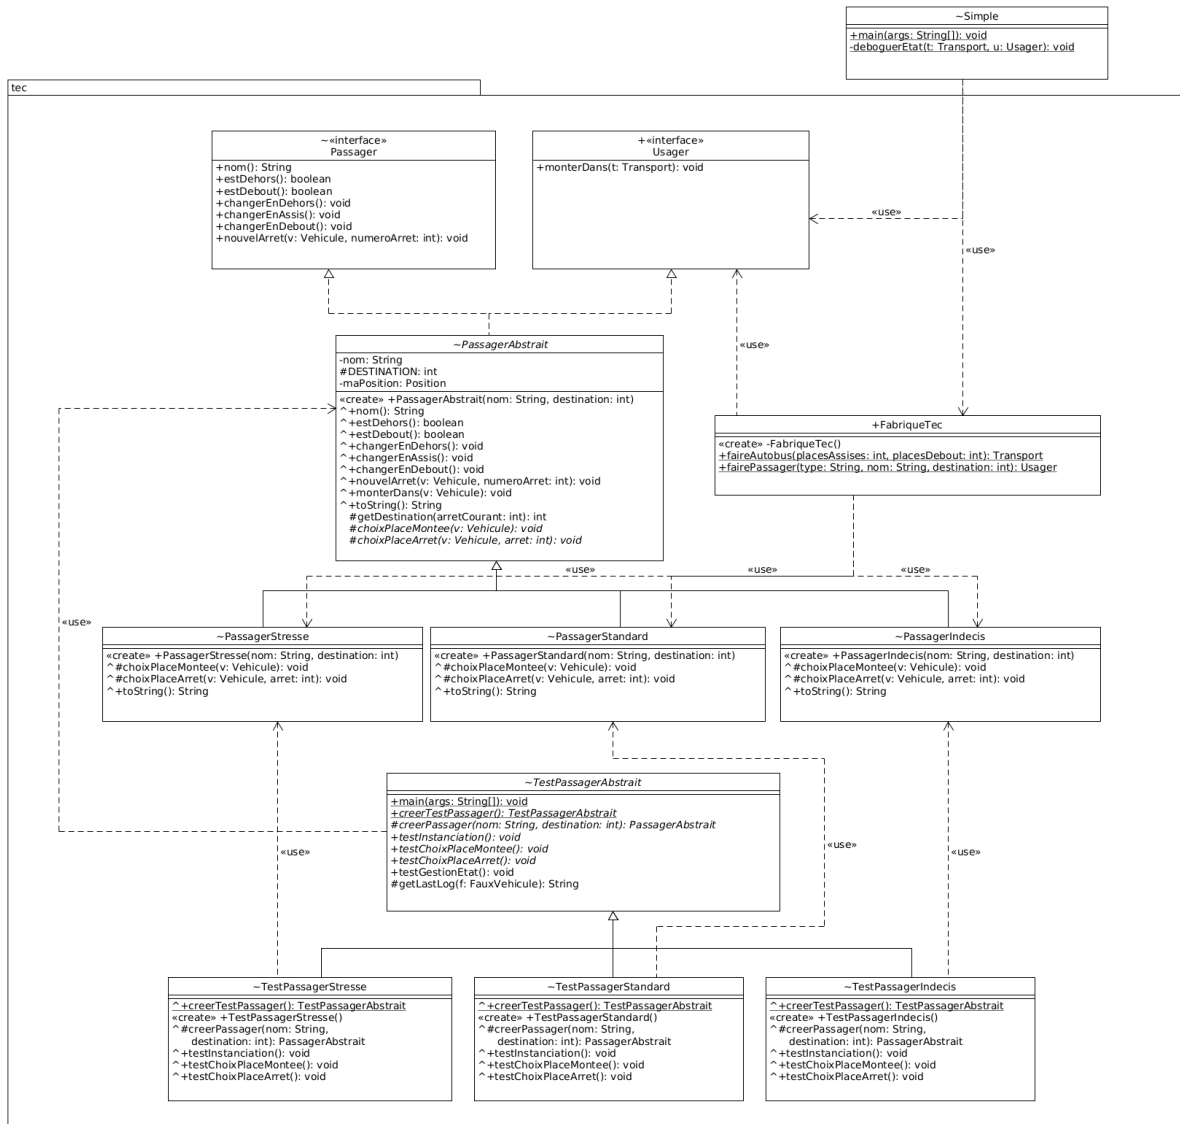 ~Simple
+main(args: String[]): void
-deboguerEtat(t: Transport, u: Usager): void
tec
~«interface»
Passager
+nom(): String
+estDehors(): boolean
+estDebout(): boolean
+changerEnDehors(): void
+changerEnAssis(): void
+changerEnDebout(): void
+nouvelArret(v: Vehicule, numeroArret: int): void
+«interface»
Usager
+monterDans(t: Transport): void
«use»
«use»
«use»
~PassagerAbstrait
-nom: String
#DESTINATION: int
-maPosition: Position
«create» +PassagerAbstrait(nom: String, destination: int)
^+nom(): String
^+estDehors(): boolean
^+estDebout(): boolean
^+changerEnDehors(): void
^+changerEnAssis(): void
^+changerEnDebout(): void
^+nouvelArret(v: Vehicule, numeroArret: int): void
^+monterDans(v: Vehicule): void
^+toString(): String
#getDestination(arretCourant: int): int
#choixPlaceMontee(v: Vehicule): void
#choixPlaceArret(v: Vehicule, arret: int): void
+FabriqueTec
«create» -FabriqueTec()
+faireAutobus(placesAssises: int, placesDebout: int): Transport
+fairePassager(type: String, nom: String, destination: int): Usager
«use»
«use»
«use»
«use»
~PassagerStresse
«create» +PassagerStresse(nom: String, destination: int)
^#choixPlaceMontee(v: Vehicule): void
^#choixPlaceArret(v: Vehicule, arret: int): void
^+toString(): String
~PassagerStandard
«create» +PassagerStandard(nom: String, destination: int)
^#choixPlaceMontee(v: Vehicule): void
^#choixPlaceArret(v: Vehicule, arret: int): void
^+toString(): String
~PassagerIndecis
«create» +PassagerIndecis(nom: String, destination: int)
^#choixPlaceMontee(v: Vehicule): void
^#choixPlaceArret(v: Vehicule, arret: int): void
^+toString(): String
~TestPassagerAbstrait
+main(args: String[]): void
+creerTestPassager(): TestPassagerAbstrait
#creerPassager(nom: String, destination: int): PassagerAbstrait
+testInstanciation(): void
+testChoixPlaceMontee(): void
+testChoixPlaceArret(): void
+testGestionEtat(): void
#getLastLog(f: FauxVehicule): String
«use»
«use»
«use»
~TestPassagerStresse
^+creerTestPassager(): TestPassagerAbstrait
«create» +TestPassagerStresse()
^#creerPassager(nom: String,
destination: int): PassagerAbstrait
^+testInstanciation(): void
^+testChoixPlaceMontee(): void
^+testChoixPlaceArret(): void
~TestPassagerStandard
^+creerTestPassager(): TestPassagerAbstrait
«create» +TestPassagerStandard()
^#creerPassager(nom: String,
destination: int): PassagerAbstrait
^+testInstanciation(): void
^+testChoixPlaceMontee(): void
^+testChoixPlaceArret(): void
~TestPassagerIndecis
^+creerTestPassager(): TestPassagerAbstrait
«create» +TestPassagerIndecis()
^#creerPassager(nom: String,
destination: int): PassagerAbstrait
^+testInstanciation(): void
^+testChoixPlaceMontee(): void
^+testChoixPlaceArret(): void